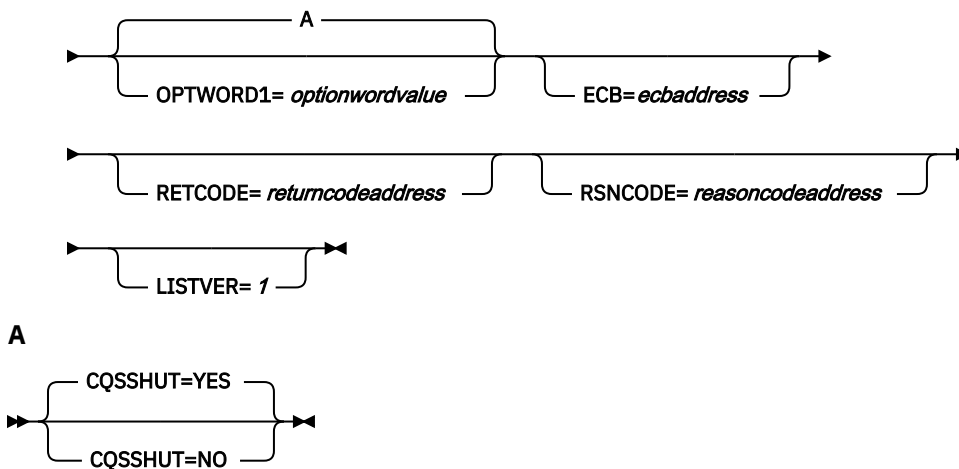 A
OPTWORD1= optionwordvalue ECB=ecbaddress
RETCODE= returncodeaddress RSNCODE= reasoncodeaddress
LISTVER= 1
A
CQSSHUT=YES
CQSSHUT=NO